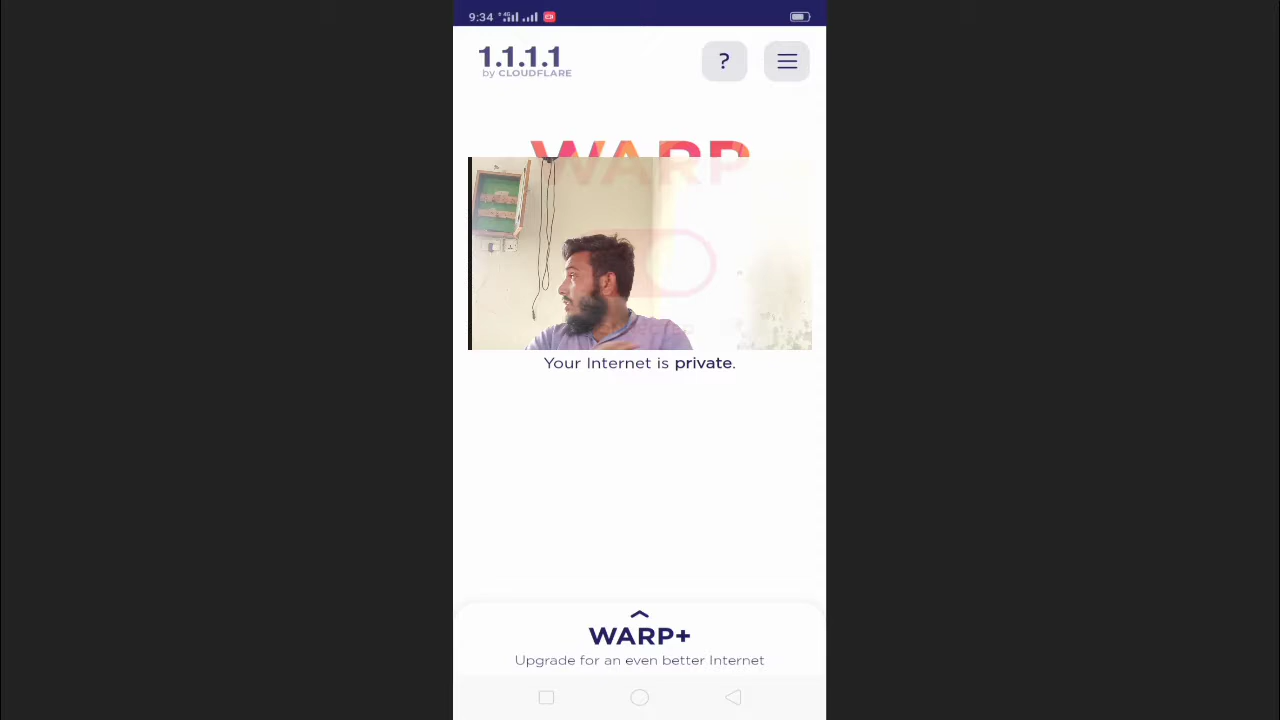 9:34
1.1.1.1
by CLOUDFLARE
?
WARP
Your Internet is private.
WARP+
Upgrade for an even better Internet